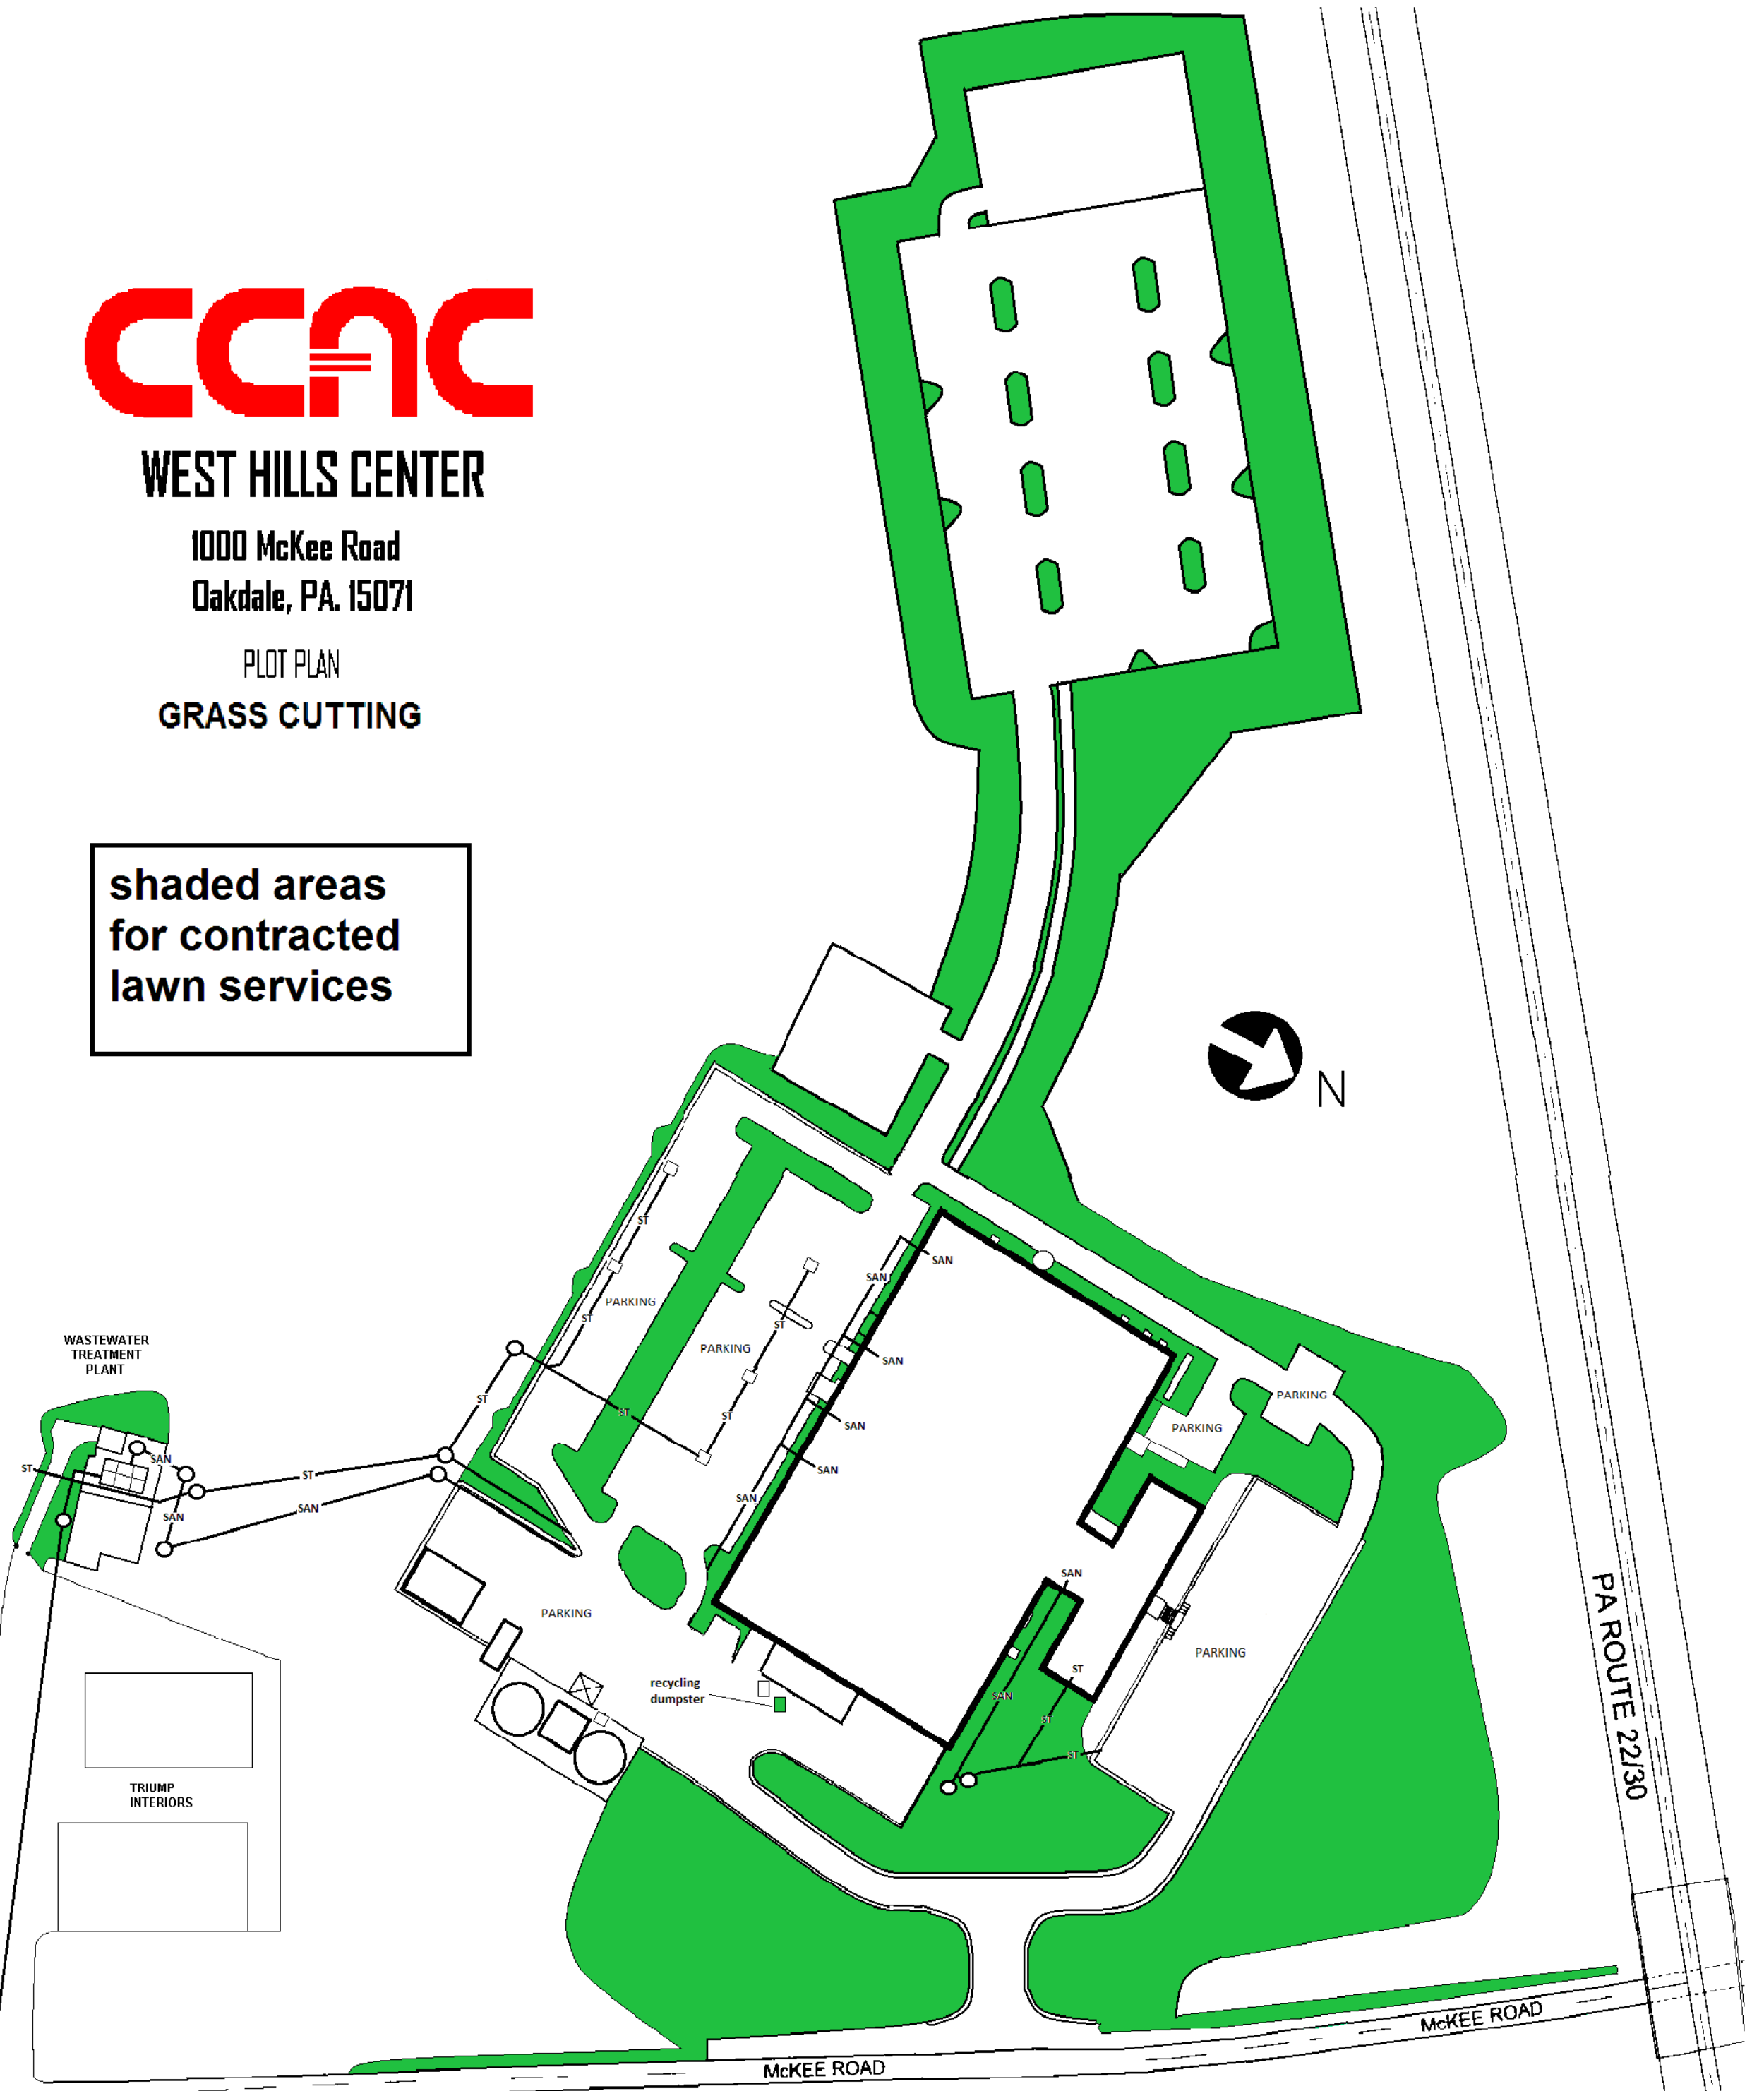 CCAC
WEST HILLS CENTER
1000 McKee Road
Oakdale, PA. 15071
PLOT PLAN
GRASS CUTTING
shaded areas
for contracted
lawn services
N
ST
SAN
SAN
PARKING
ST
ST
PARKING
SAN
WASTEWATER
TREATMENT
PLANT
PARKING
ST
ST
ST
SAN
PARKING
SAN
ST
SAN
ST
SAN
SAN
SAN
SAN
SAN
PARKING
PARKING
ST
recycling
dumpster
SAN
ST
ST
PA ROUTE 22/30
TRIUMP
INTERIORS
McKEE ROAD
McKEE ROAD